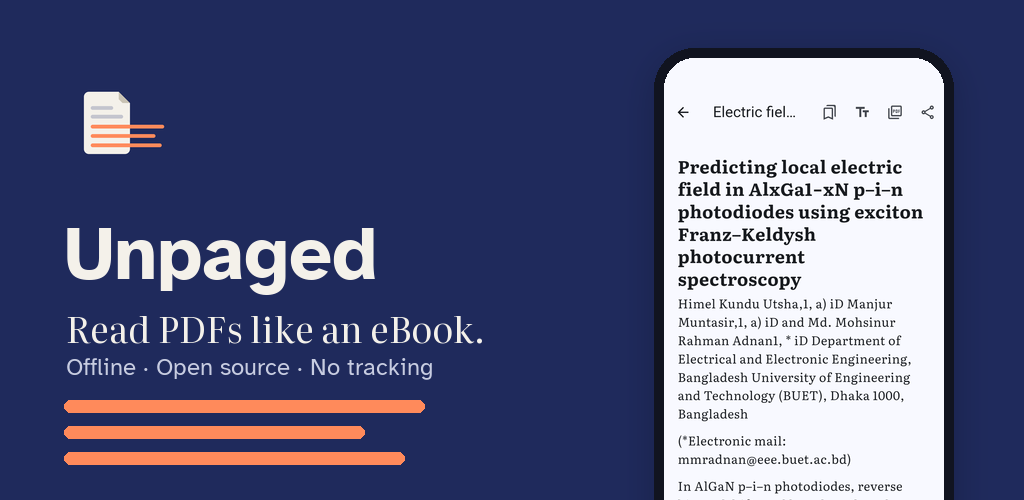 Unpaged
Read PDFs like an eBook.
Offline · Open source · No tracking
Electric fiel...
PDF
Predicting local electric
field in AlxGa1–xN p–i–n
photodiodes using exciton
Franz–Keldysh
photocurrent
spectroscopy
Himel Kundu Utsha,1, a) iD Manjur
Muntasir,1, a) iD and Md. Mohsinur
Rahman Adnan1, * iD Department of
Electrical and Electronic Engineering,
Bangladesh University of Engineering
and Technology (BUET), Dhaka 1000,
Bangladesh
(*Electronic mail:
mmradnan@eee.buet.ac.bd)
In AlGaN p–i–n photodiodes, reverse